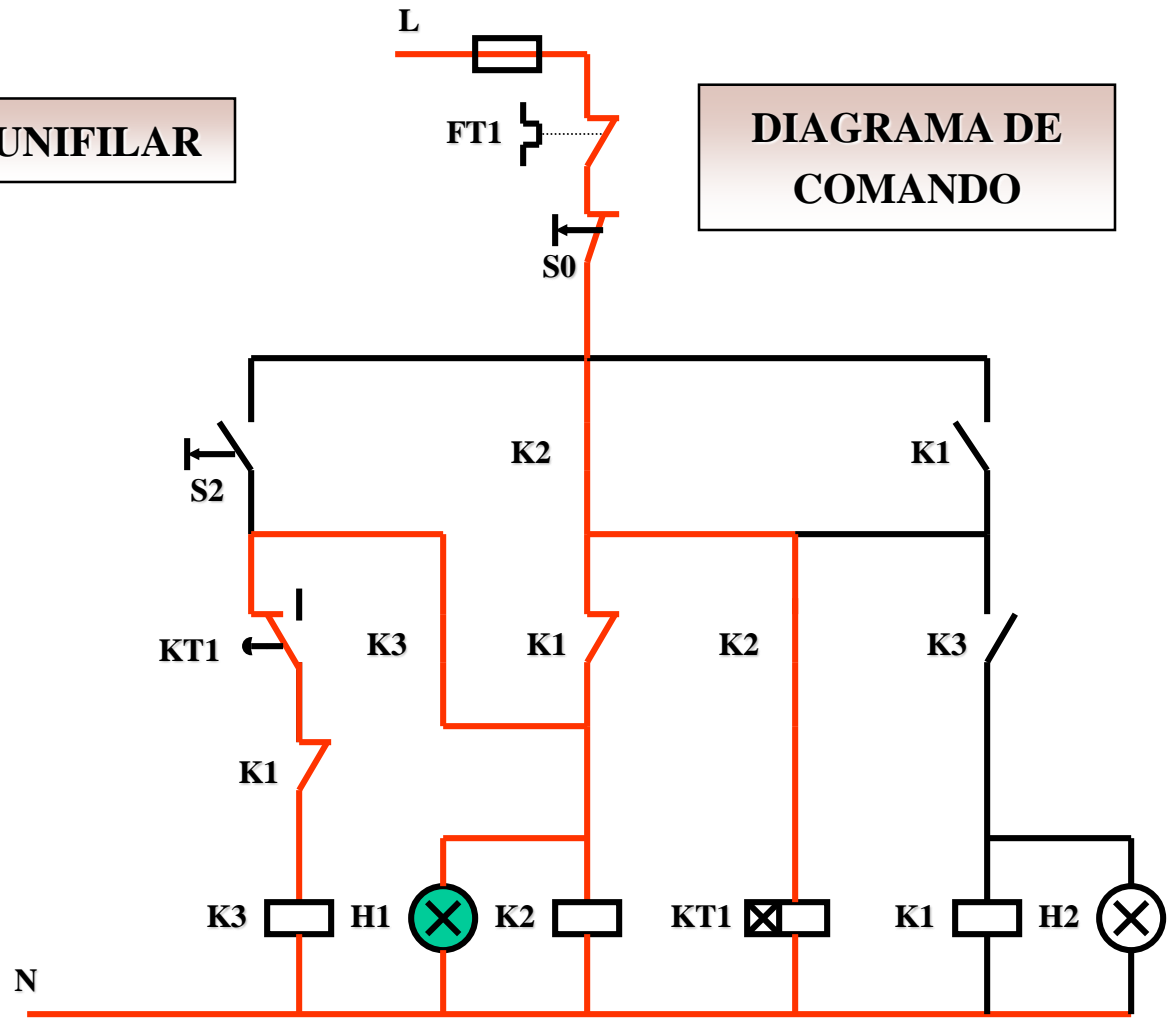 L
UNIFILAR
FT1
DIAGRAMA DE
COMANDO
S0
K2
K1
S2
KT1
K3
K1
K2
K3
K1
K3
H1
K2
KT1
K1
H2
N